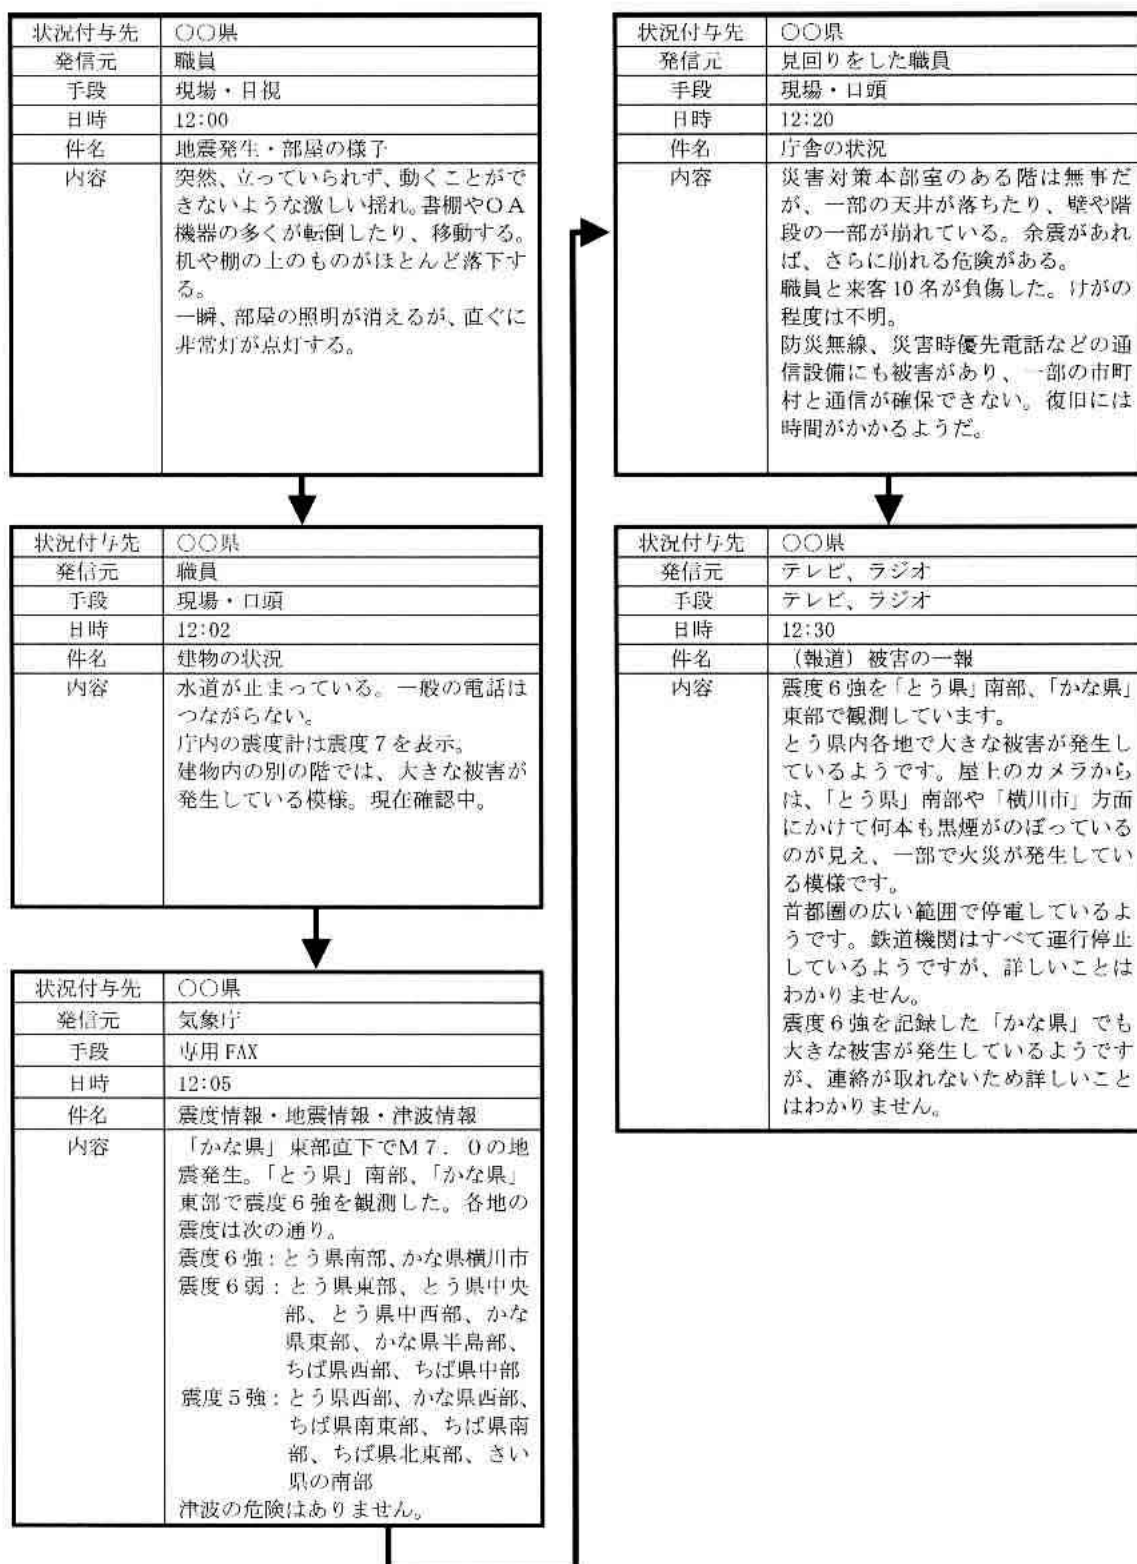 状況付与先 ○○県
発信元 職員
手段 現場・目視
日時 12:00
件名 地震発生・部屋の様子
内容 突然、立っていられず、動くことがで
きないような激しい揺れ。書棚やOA
機器の多くが転倒したり、移動する。
机や棚の上のものがほとんど落下す
る。
一瞬、部屋の照明が消えるが、直ぐに
非常灯が点灯する。
状況付与先 ○○県
発信元 職員
手段 現場・口頭
日時 12:02
件名 建物の状況
内容 水道が止まっている。一般の電話は
つながらない。
庁内の震度計は震度7を表示。
建物内の別の階では、大きな被害が
発生している模様。現在確認中。
状況付与先 ○○県
発信元 気象庁
手段 専用 FAX
日時 12:05
件名 震度情報・地震情報・津波情報
内容 「かな県」東部直下でM7.0の地
震発生。「とう県」南部、「かな県」
東部で震度6強を観測した。各地の
震度は次の通り。
震度6強:とう県南部、かな県横川市
震度6弱:とう県東部、とう県中央
部、とう県中西部、かな
県東部、かな県半島部、
ちば県西部、ちば県中部
震度5強:とう県西部、かな県西部、
ちば県南東部、ちば県南
部、ちば県北東部、さい
県の南部
津波の危険はありません。
状況付与先 ○○県
発信元 見回りをした職員
手段 現場・口頭
日時 12:20
件名 庁舎の状況
内容 災害対策本部室のある階は無事だ
が、一部の天井が落ちたり、壁や階
段の一部が崩れている。余震があれ
ば、さらに崩れる危険がある。
職員と来客10名が負傷した。けがの
程度は不明。
防災無線、災害時優先電話などの通
信設備にも被害があり、一部の市町
村と通信が確保できない。復旧には
時間がかかるようだ。
状況付与先 ○○県
発信元 テレビ、ラジオ
手段 テレビ、ラジオ
日時 12:30
件名 (報道)被害の一報
内容 震度6強を「とう県」南部、「かな県」
東部で観測しています。
とう県内各地で大きな被害が発生し
ているようです。屋上のカメラから
は、「とう県」南部や「横川市」方面
にかけて何本も黒煙がのぼっている
のが見え、一部で火災が発生してい
る模様です。
首都圏の広い範囲で停電しているよ
うです。鉄道機関はすべて運行停止
しているようですが、詳しいことは
わかりません。
震度6強を記録した「かな県」でも
大きな被害が発生しているようです
が、連絡が取れないため詳しいこと
はわかりません。